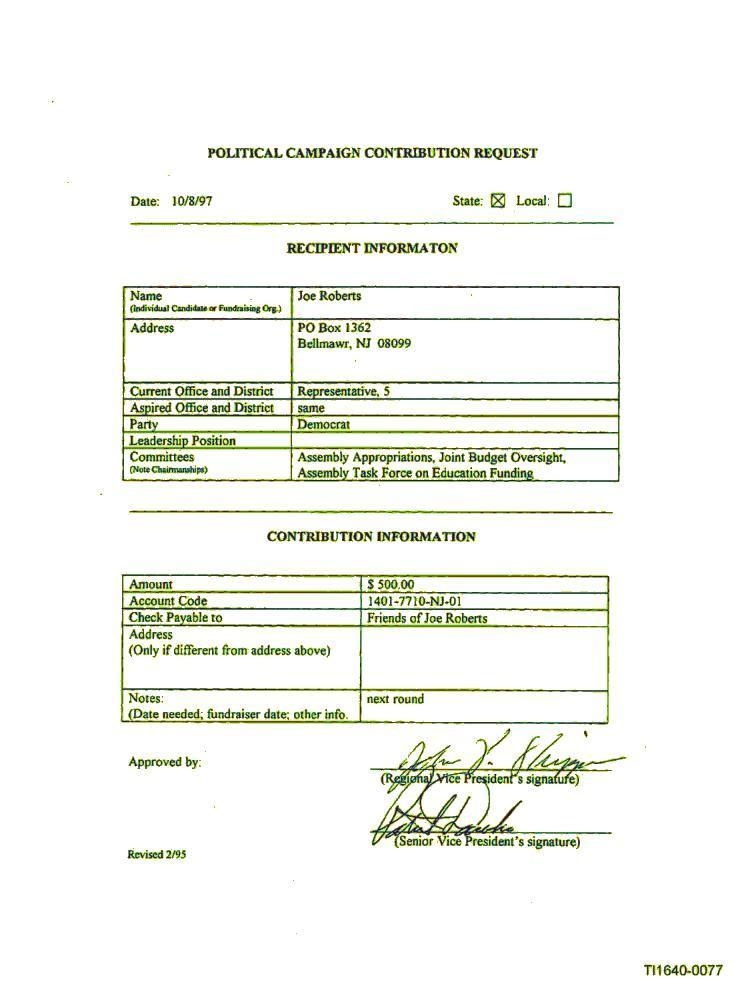 POLITICAL CAMPAIGN CONTRIBUTION REQUEST
Date: 10/8/97 State: ☒ Local: ☐
RECIPIENT INFORMATON
Name Joe Roberts
(Individual Candidate or Fundraising Org.)
Address PO Box 1362
Bellmawr, NJ 08099
Current Office and District Representative, 5
Aspired Office and District same
Party Democrat
Leadership Position
Committees Assembly Appropriations, Joint Budget Oversight,
(Note Chairmanships) Assembly Task Force on Education Funding
CONTRIBUTION INFORMATION
Amount $ 500.00
Account Code 1401-7710-NJ-01
Check Payable to Friends of Joe Roberts
Address
(Only if different from address above)
Notes: next round
(Date needed; fundraiser date; other info.
Approved by:
John
(Regional Vice President's signature)
(Senior Vice President's signature)
Revised 2/95
TI1640-0077